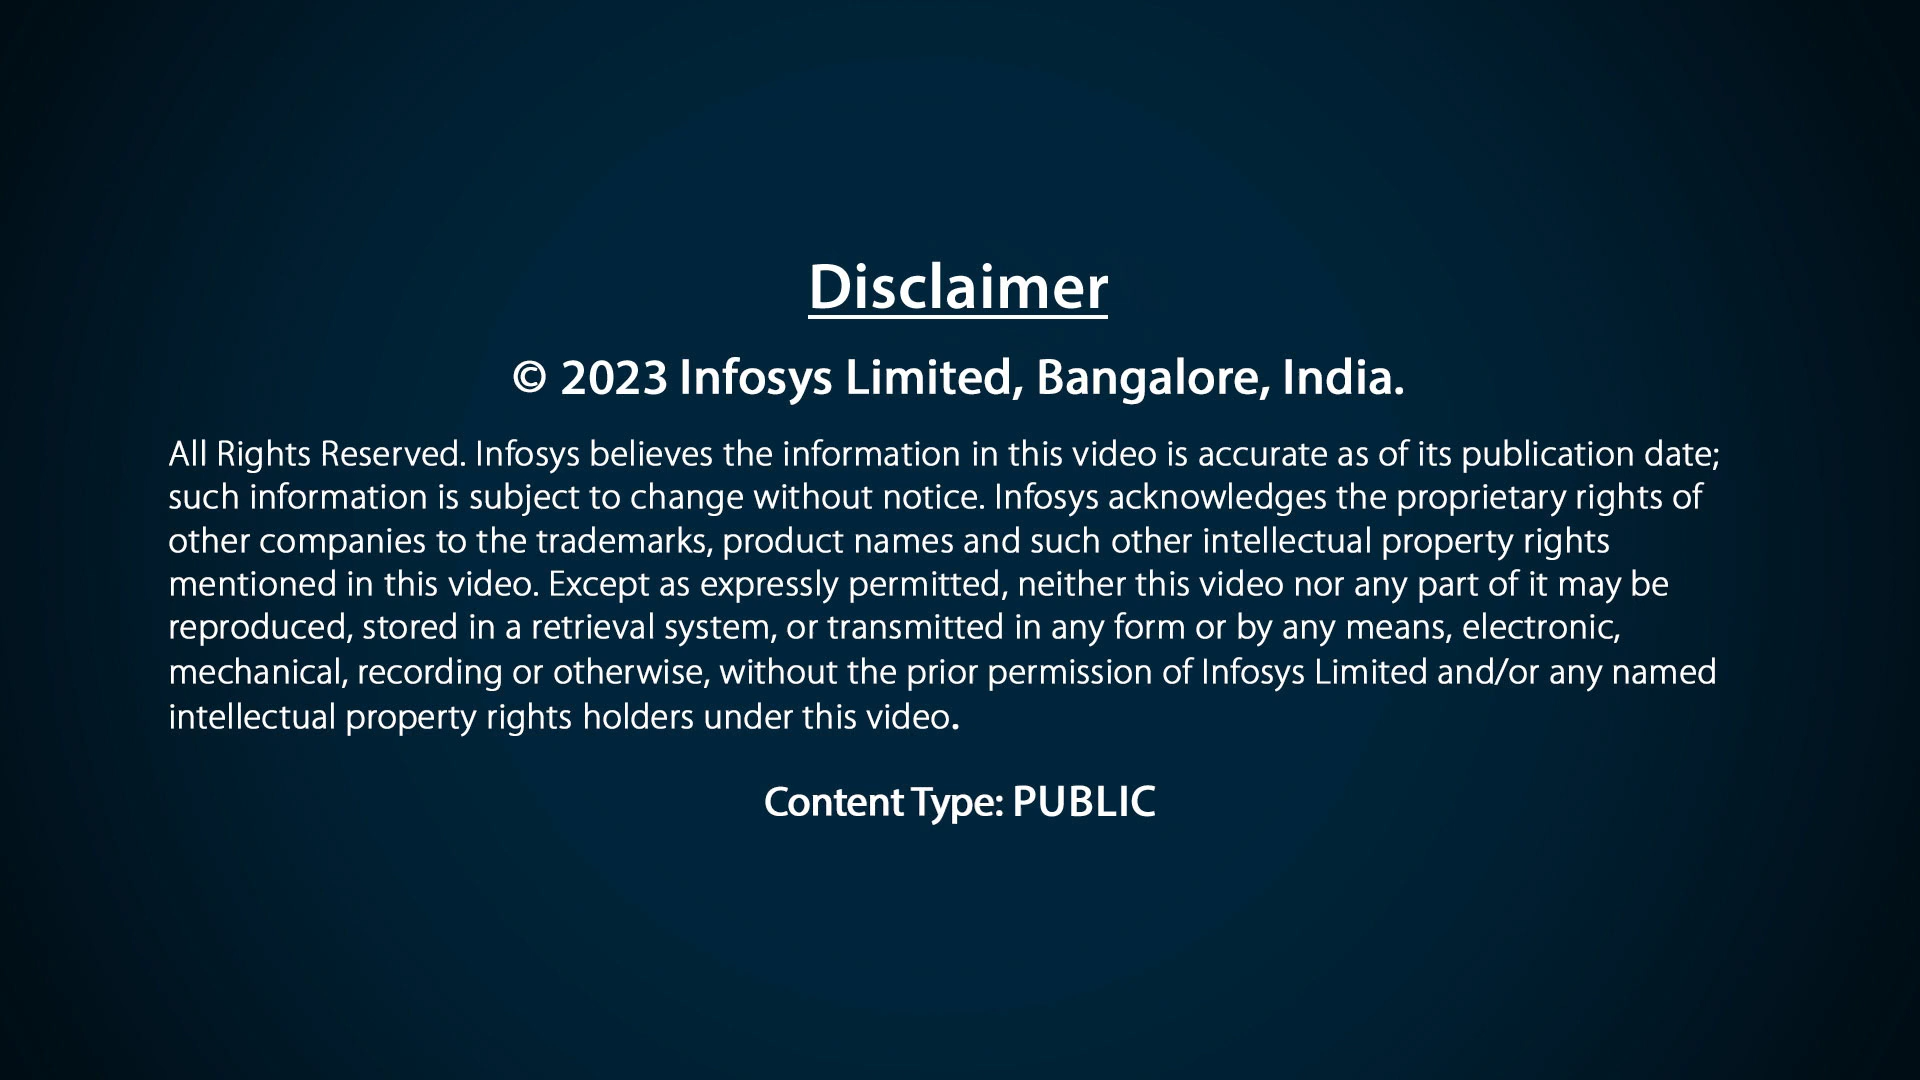 Disclaimer
© 2023 Infosys Limited, Bangalore, India.
All Rights Reserved. Infosys believes the information in this video is accurate as of its publication date;
such information is subject to change without notice. Infosys acknowledges the proprietary rights of
other companies to the trademarks, product names and such other intellectual property rights
mentioned in this video. Except as expressly permitted, neither this video nor any part of it may be
reproduced, stored in a retrieval system, or transmitted in any form or by any means, electronic,
mechanical, recording or otherwise, without the prior permission of Infosys Limited and/or any named
intellectual property rights holders under this video.
Content Type: PUBLIC